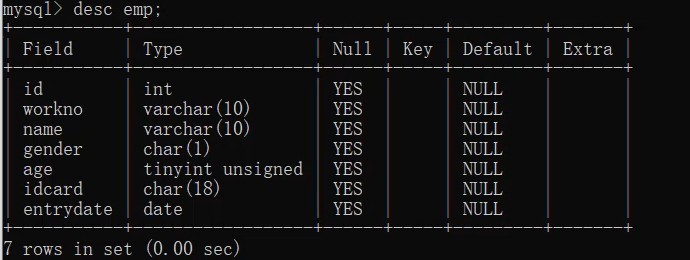 mysql> desc emp;
+-----------+------------------+------+-----+---------+-------+
| Field     | Type             | Null | Key | Default | Extra |
+-----------+------------------+------+-----+---------+-------+
| id        | int              | YES  |     | NULL    |       |
| workno    | varchar(10)      | YES  |     | NULL    |       |
| name      | varchar(10)      | YES  |     | NULL    |       |
| gender    | char(1)          | YES  |     | NULL    |       |
| age       | tinyint unsigned | YES  |     | NULL    |       |
| idcard    | char(18)         | YES  |     | NULL    |       |
| entrydate | date             | YES  |     | NULL    |       |
+-----------+------------------+------+-----+---------+-------+
7 rows in set (0.00 sec)